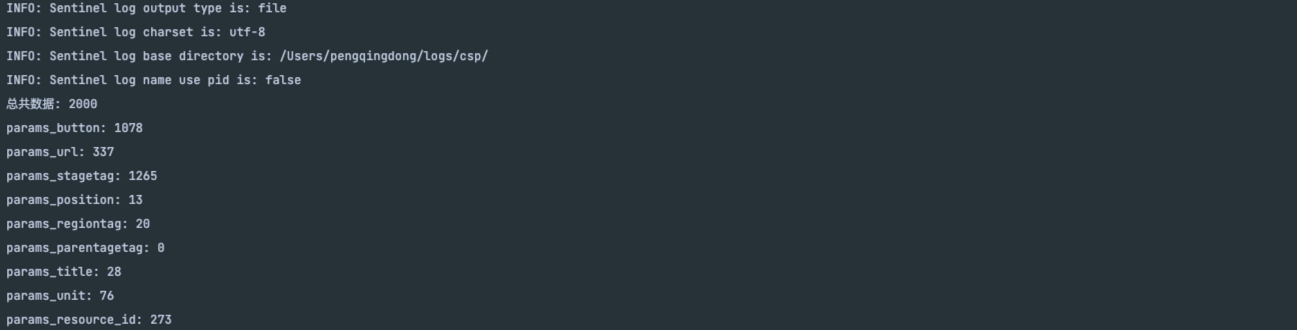 INFO: Sentinel log output type is: file
INFO: Sentinel log charset is: utf-8
INFO: Sentinel log base directory is: /Users/pengqingdong/logs/csp/
INFO: Sentinel log name use pid is: false
总共数据: 2000
params_button: 1078
params_url: 337
params_stagetag: 1265
params_position: 13
params_regiontag: 20
params_parentagetag: 0
params_title: 28
params_unit: 76
params_resource_id: 273